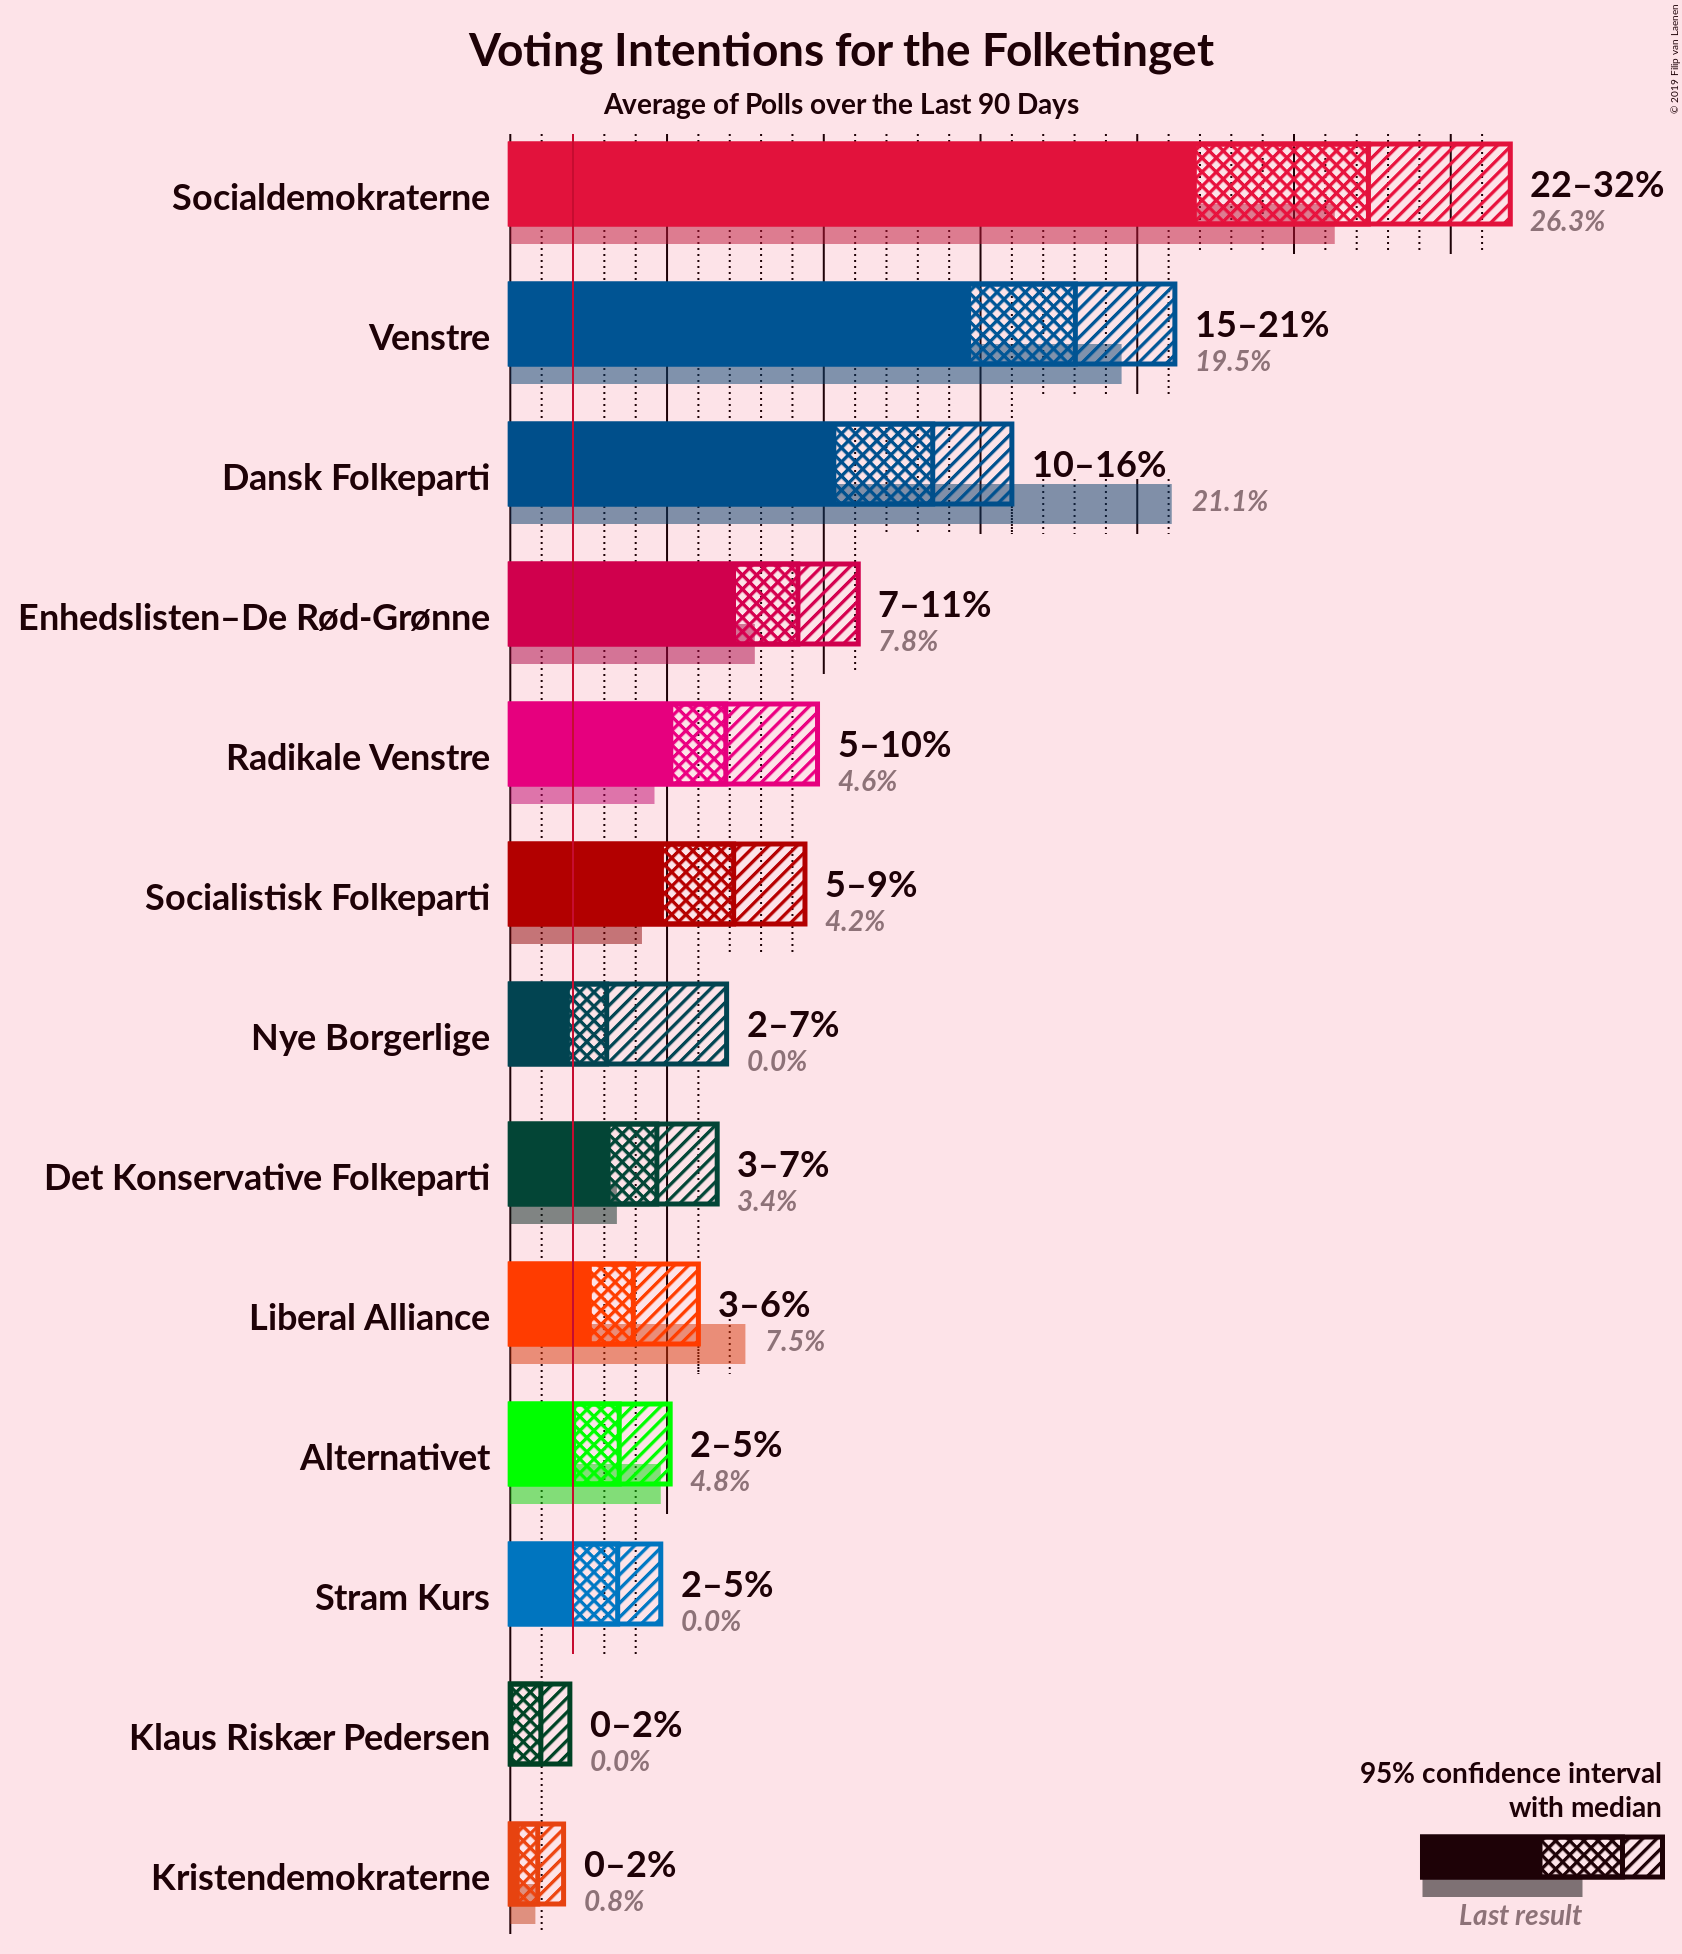 © 2019 Filip van Laenen
Voting Intentions for the Folketinget
Average of Polls over the Last 90 Days
Socialdemokraterne
22–32%
26.3%
Venstre
15–21%
19.5%
Dansk Folkeparti
10–16%
21.1%
Enhedslisten–De Rød-Grønne
7–11%
7.8%
Radikale Venstre
5–10%
4.6%
Socialistisk Folkeparti
5–9%
4.2%
Nye Borgerlige
2–7%
0.0%
Det Konservative Folkeparti
3–7%
3.4%
Liberal Alliance
3–6%
7.5%
Alternativet
2–5%
4.8%
Stram Kurs
2–5%
0.0%
Klaus Riskær Pedersen
0–2%
0.0%
Kristendemokraterne
0–2%
0.8%
95% confidence interval
with median
Last result